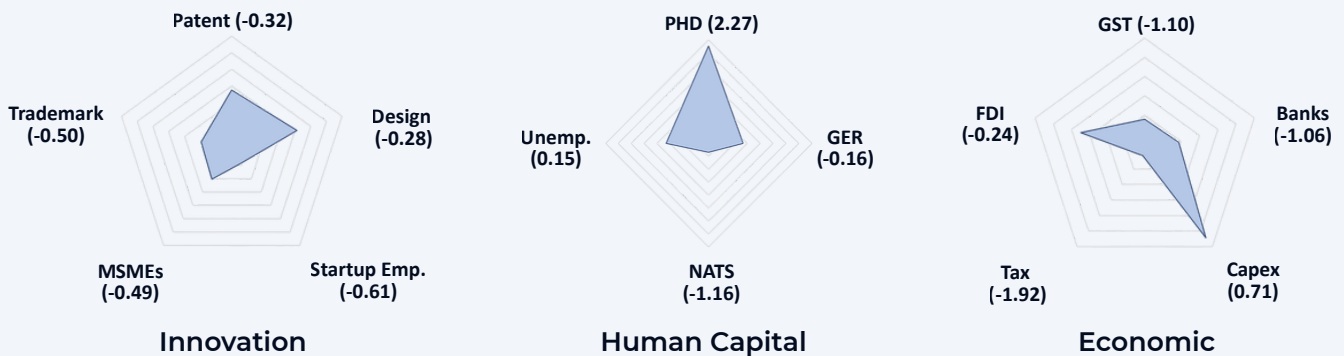 Patent (-0.32)
Trademark
(-0.50)
Design
(-0.28)
MSMEs
(-0.49)
Startup Emp.
(-0.61)
Innovation
PHD (2.27)
Unemp.
(0.15)
GER
(-0.16)
NATS
(-1.16)
Human Capital
GST (-1.10)
FDI
(-0.24)
Banks
(-1.06)
Tax
(-1.92)
Capex
(0.71)
Economic